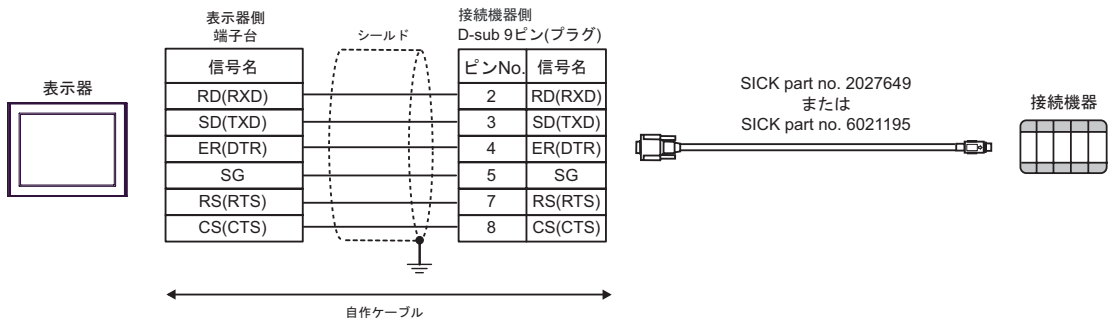 表示器
表示器側
端子台
シールド
接続機器側
D-sub 9ピン(プラグ)
信号名 ピンNo. 信号名
RD(RXD) 2 RD(RXD)
SD(TXD) 3 SD(TXD)
ER(DTR) 4 ER(DTR)
SG 5 SG
RS(RTS) 7 RS(RTS)
CS(CTS) 8 CS(CTS)
自作ケーブル
SICK part no. 2027649
または
SICK part no. 6021195
接続機器